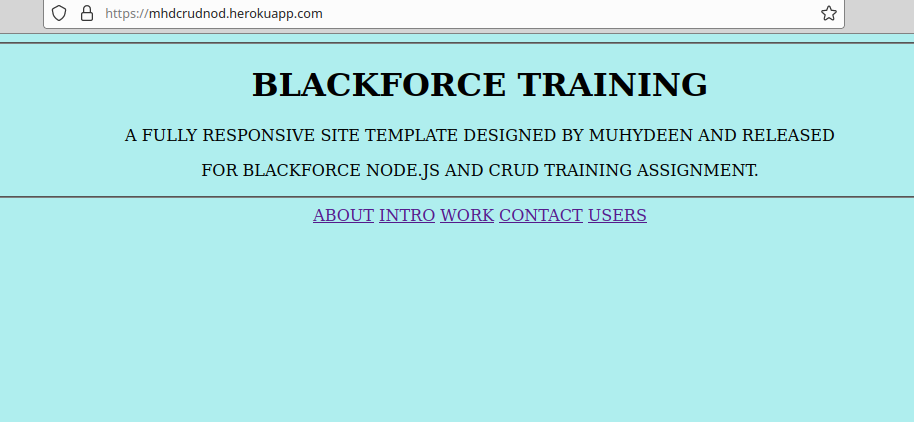 https://mhdcrudnod.herokuapp.com
BLACKFORCE TRAINING
A FULLY RESPONSIVE SITE TEMPLATE DESIGNED BY MUHYDEEN AND RELEASED
FOR BLACKFORCE NODE.JS AND CRUD TRAINING ASSIGNMENT.
ABOUT INTRO WORK CONTACT USERS